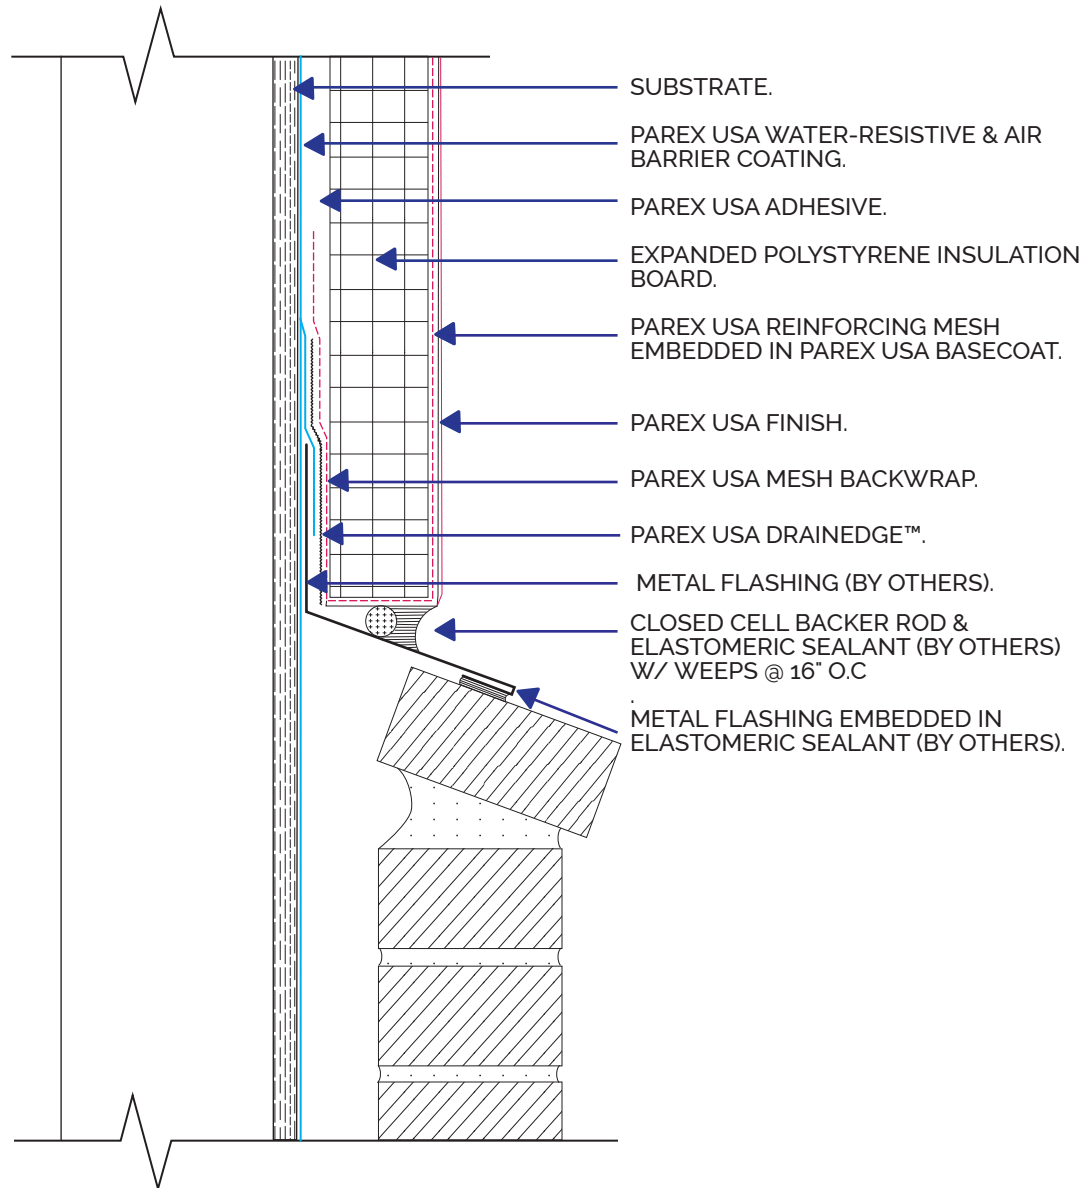 SUBSTRATE.
PAREX USA WATER-RESISTIVE & AIR
BARRIER COATING.
PAREX USA ADHESIVE.
EXPANDED POLYSTYRENE INSULATION
BOARD.
PAREX USA REINFORCING MESH
EMBEDDED IN PAREX USA BASECOAT.
PAREX USA FINISH.
PAREX USA MESH BACKWRAP.
PAREX USA DRAINEDGE™.
METAL FLASHING (BY OTHERS).
CLOSED CELL BACKER ROD &
ELASTOMERIC SEALANT (BY OTHERS)
W/ WEEPS @ 16" O.C
.
METAL FLASHING EMBEDDED IN
ELASTOMERIC SEALANT (BY OTHERS).